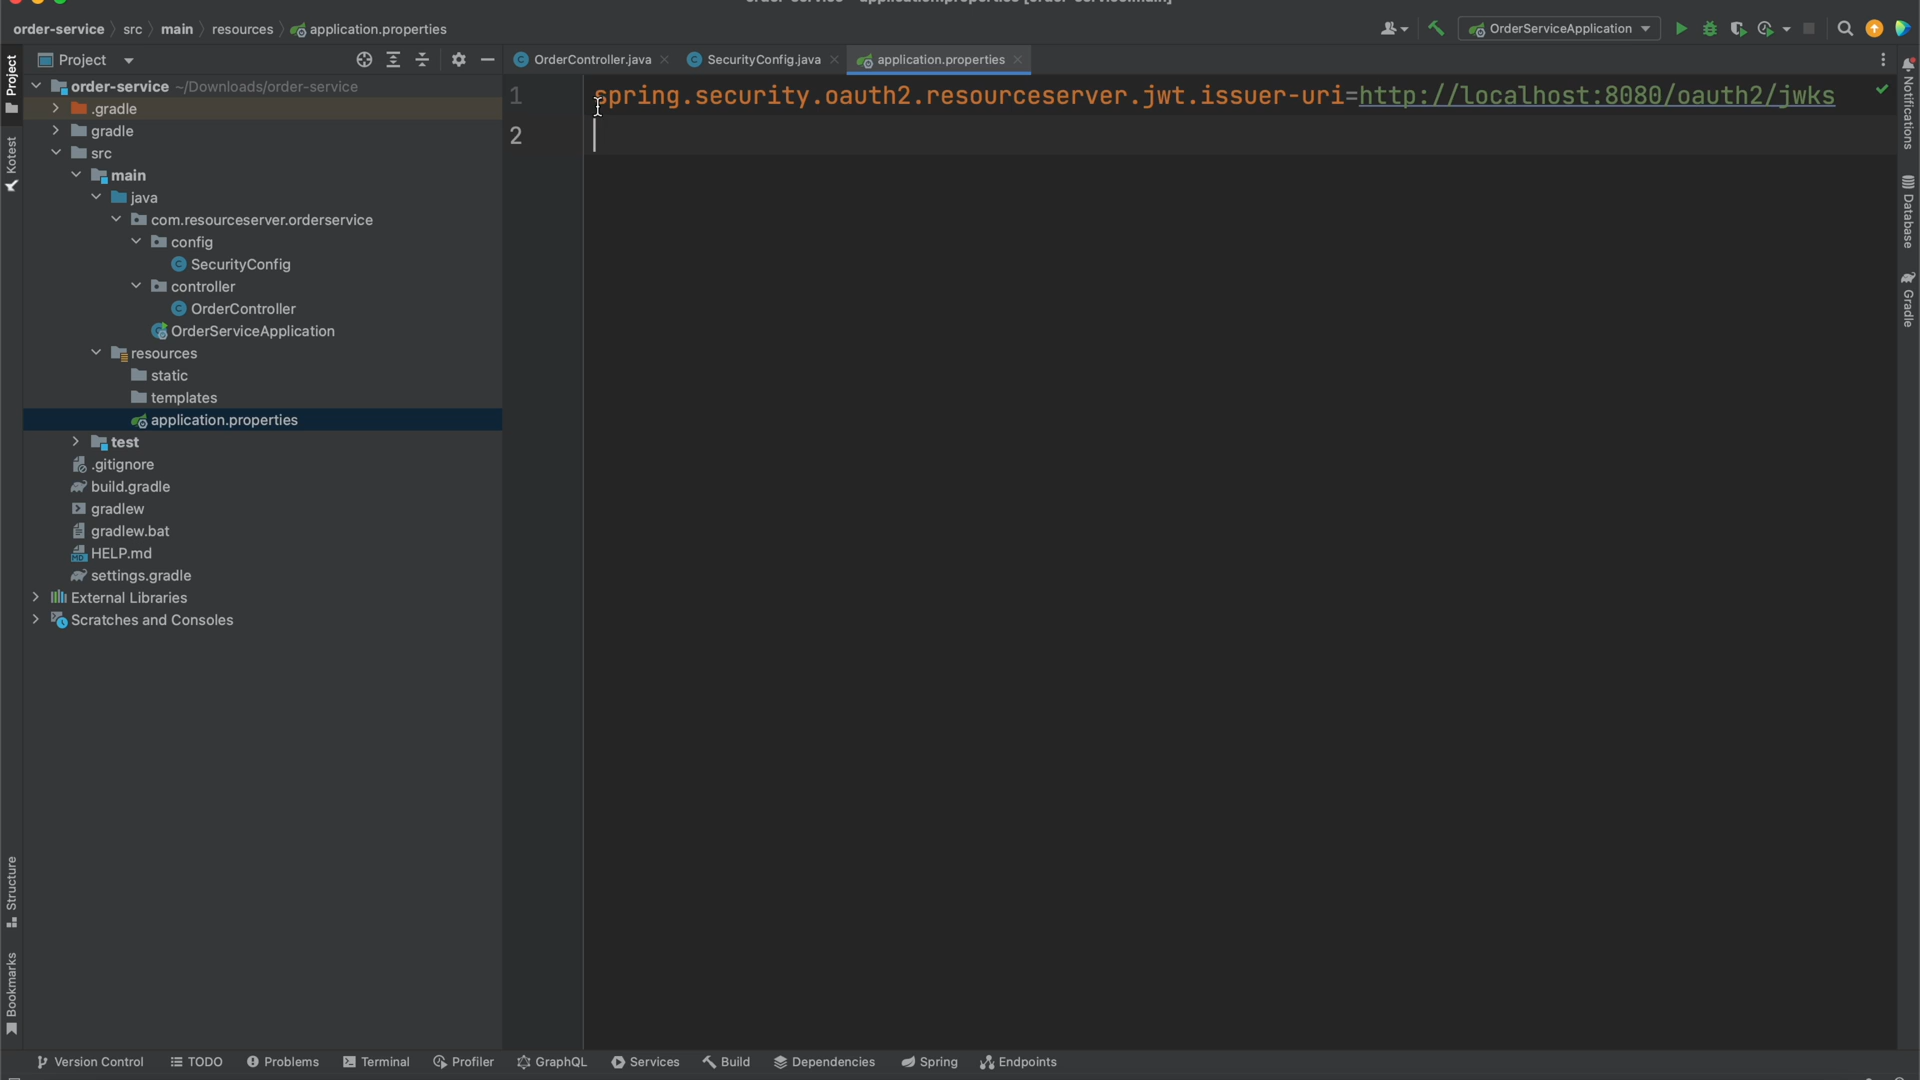 order-service src main resources application.properties
OrderServiceApplication
Project
OrderController.java
SecurityConfig.java
application.properties
order-service ~/Downloads/order-service
.gradle
gradle
src
main
java
com.resourceserver.orderservice
config
SecurityConfig
controller
OrderController
OrderServiceApplication
resources
static
templates
application.properties
test
.gitignore
build.gradle
gradlew
gradlew.bat
HELP.md
settings.gradle
External Libraries
Scratches and Consoles
1 spring.security.oauth2.resourceserver.jwt.issuer-uri=http://localhost:8080/oauth2/jwks
2
Project
Kotest
Structure
Bookmarks
Notifications
Database
Gradle
Version Control TODO Problems Terminal Profiler GraphQL Services Build Dependencies Spring Endpoints